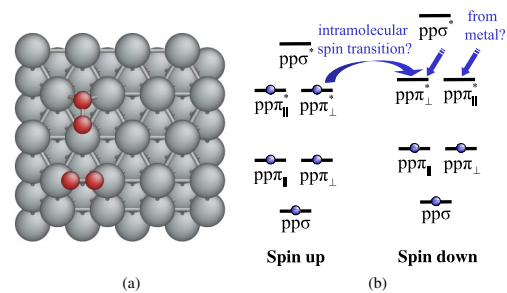 intramolecular
spin transition?
from
metal?
ppσ*
ppσ*
ppπ∥*
ppπ⊥*
ppπ⊥*
ppπ∥*
ppπ∥
ppπ⊥
ppπ∥
ppπ⊥
ppσ
ppσ
Spin up
Spin down
(a)
(b)